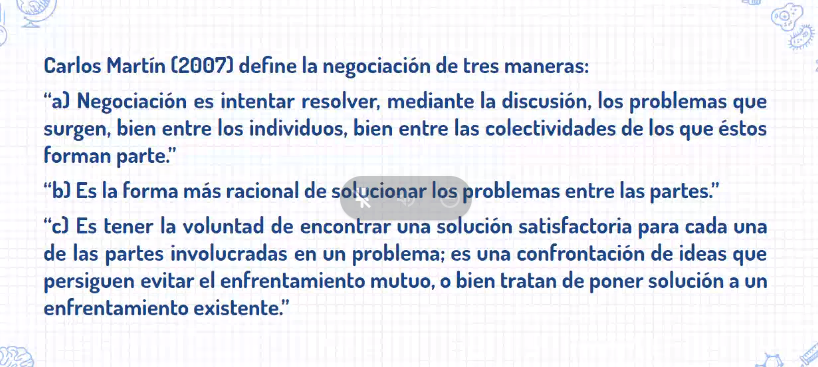 Carlos Martín (2007) define la negociación de tres maneras:
“a) Negociación es intentar resolver, mediante la discusión, los problemas que
surgen, bien entre los individuos, bien entre las colectividades de los que éstos
forman parte.”
“b) Es la forma más racional de solucionar los problemas entre las partes.”
“c) Es tener la voluntad de encontrar una solución satisfactoria para cada una
de las partes involucradas en un problema; es una confrontación de ideas que
persiguen evitar el enfrentamiento mutuo, o bien tratan de poner solución a un
enfrentamiento existente.”